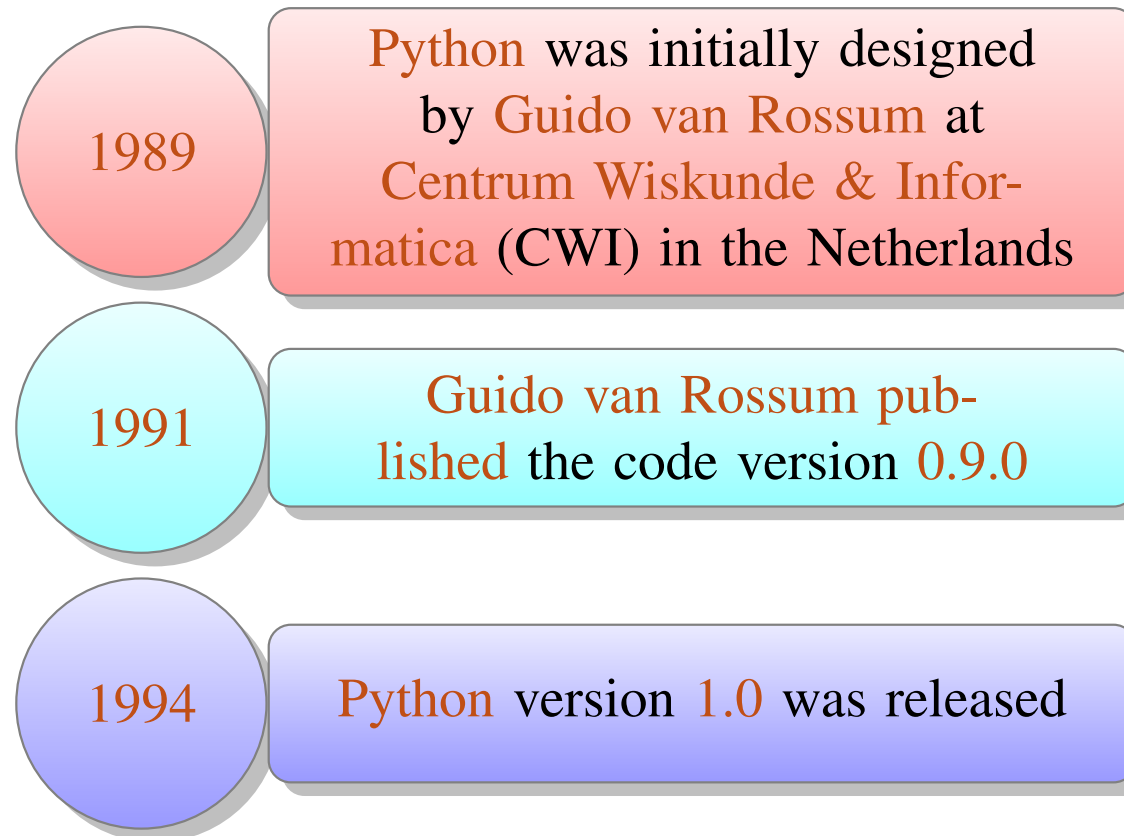 1989
Python was initially designed
by Guido van Rossum at
Centrum Wiskunde & Infor-
matica (CWI) in the Netherlands
1991
Guido van Rossum pub-
lished the code version 0.9.0
1994
Python version 1.0 was released